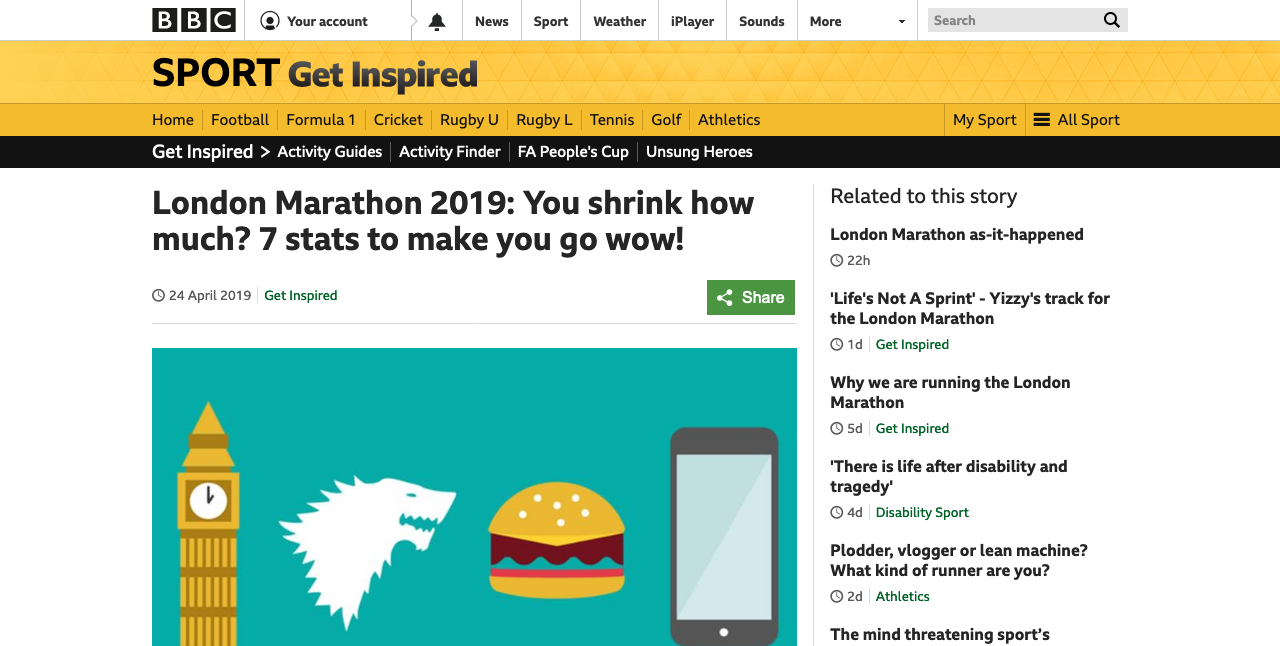 BBC Your account News Sport Weather iPlayer Sounds More Search
SPORT Get Inspired
Home Football Formula 1 Cricket Rugby U Rugby L Tennis Golf Athletics My Sport All Sport
Get Inspired Activity Guides Activity Finder FA People's Cup Unsung Heroes
London Marathon 2019: You shrink how
much? 7 stats to make you go wow!
24 April 2019 Get Inspired Share
Related to this story
London Marathon as-it-happened
22h
'Life's Not A Sprint' - Yizzy's track for
the London Marathon
1d Get Inspired
Why we are running the London
Marathon
5d Get Inspired
'There is life after disability and
tragedy'
4d Disability Sport
Plodder, vlogger or lean machine?
What kind of runner are you?
2d Athletics
The mind threatening sport’s